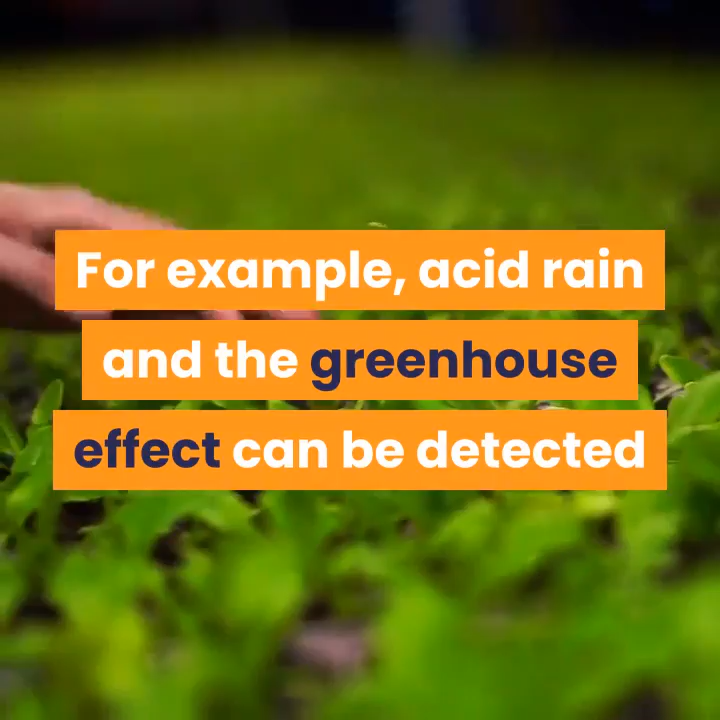 For example, acid rain
and the greenhouse
effect can be detected